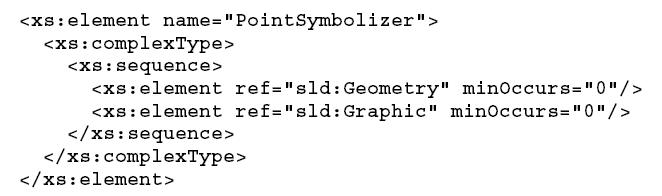 <xs:element name="PointSymbolizer">
  <xs:complexType>
    <xs:sequence>
      <xs:element ref="sld:Geometry" minOccurs="0"/>
      <xs:element ref="sld:Graphic" minOccurs="0"/>
    </xs:sequence>
  </xs:complexType>
</xs:element>